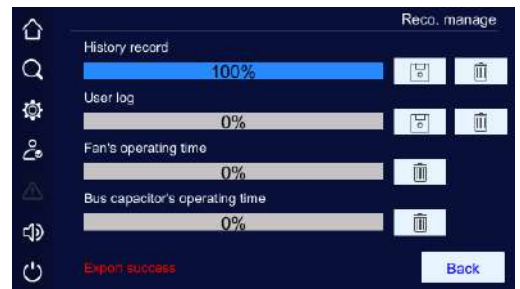 Reco. manage
History record
100%
User log
0%
Fan's operating time
0%
Bus capacitor's operating time
0%
Export success
Back